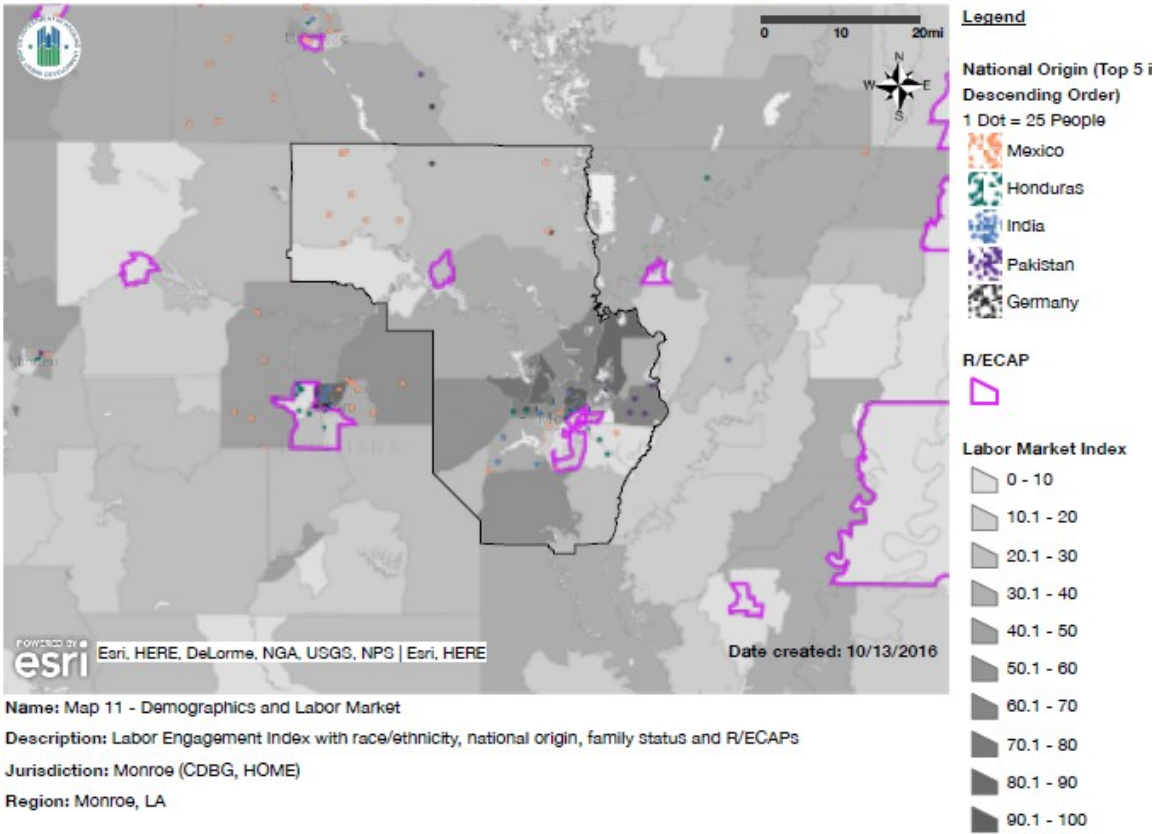 0 10 20mi
N
W E
S
Legend
National Origin (Top 5 i
Descending Order)
1 Dot = 25 People
Mexico
Honduras
India
Pakistan
Germany
R/ECAP
Labor Market Index
0 - 10
10.1 - 20
20.1 - 30
30.1 - 40
40.1 - 50
50.1 - 60
60.1 - 70
70.1 - 80
80.1 - 90
90.1 - 100
POWERED BY
esri
Esri, HERE, DeLorme, NGA, USGS, NPS | Esri, HERE
Date created: 10/13/2016
Name: Map 11 - Demographics and Labor Market
Description: Labor Engagement Index with race/ethnicity, national origin, family status and R/ECAPs
Jurisdiction: Monroe (CDBG, HOME)
Region: Monroe, LA